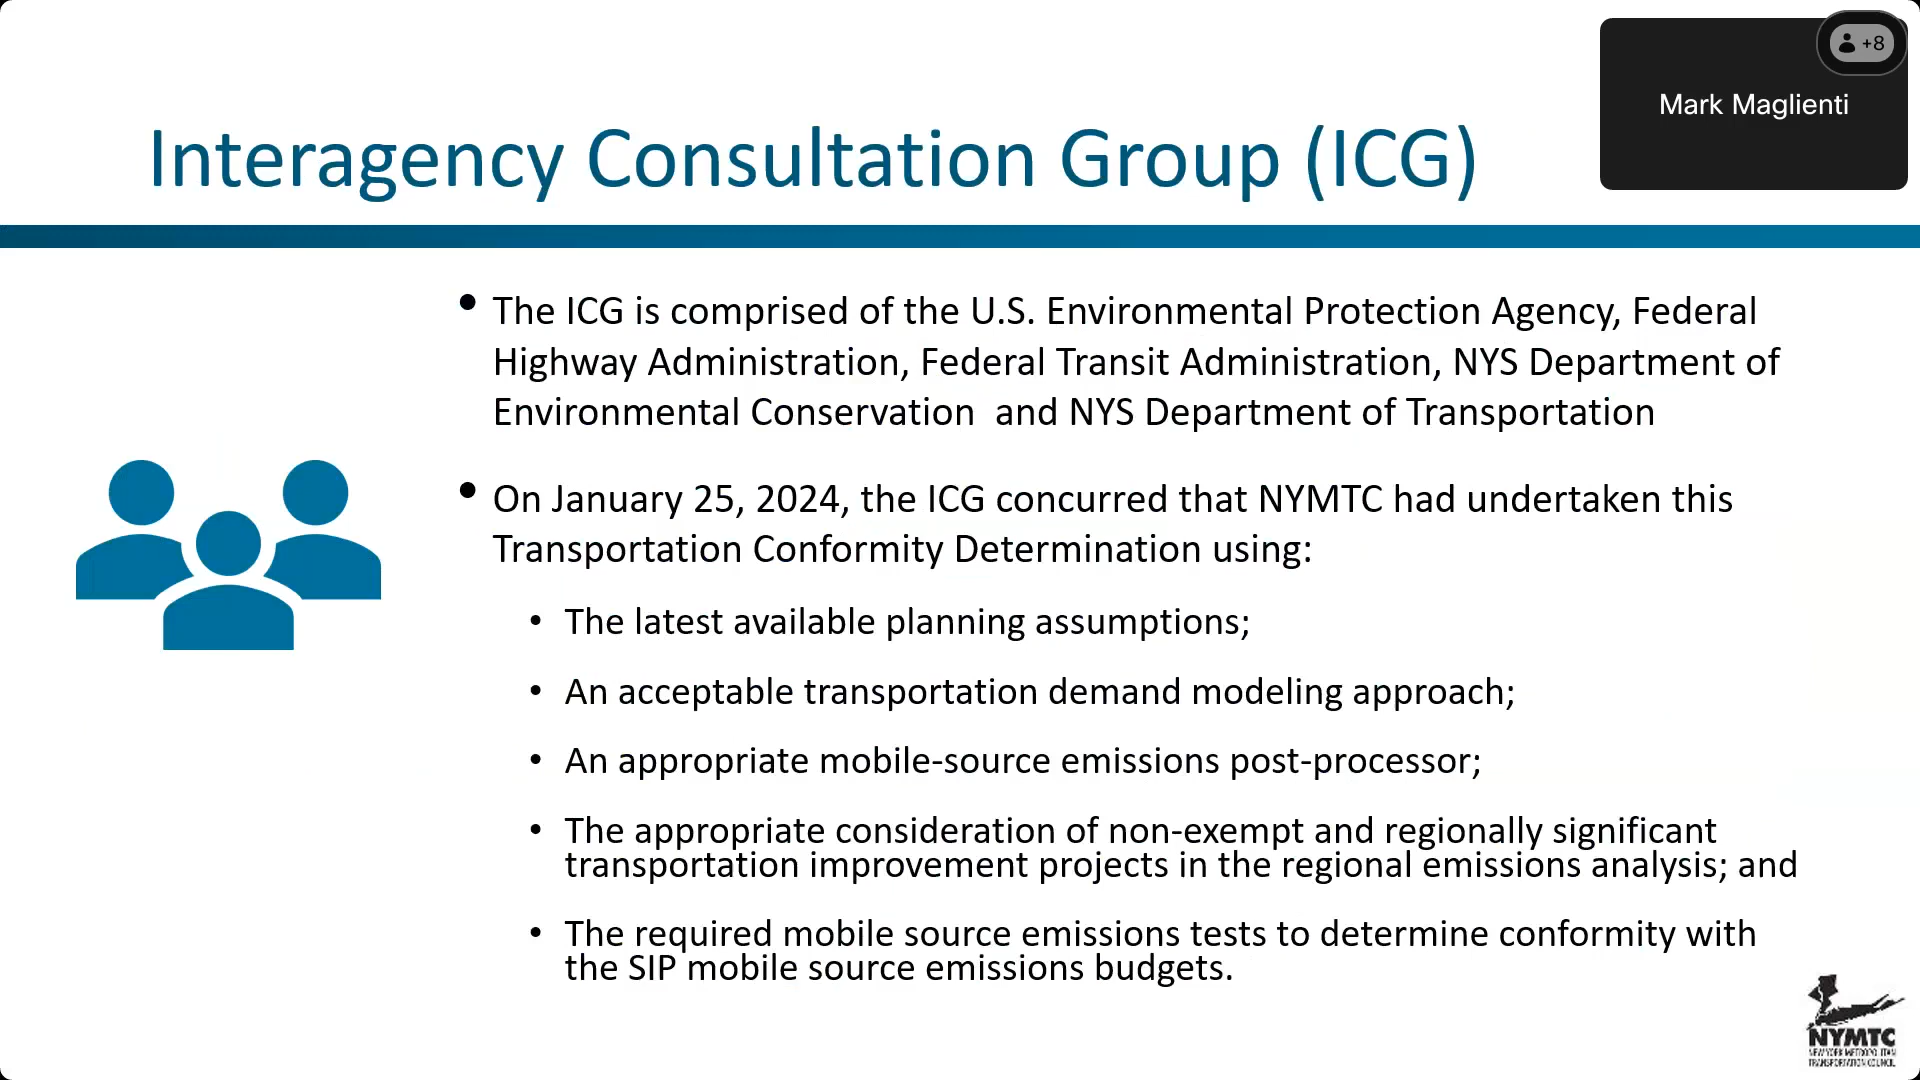 +8
Mark Maglienti
Interagency Consultation Group (ICG)
• The ICG is comprised of the U.S. Environmental Protection Agency, Federal
Highway Administration, Federal Transit Administration, NYS Department of
Environmental Conservation  and NYS Department of Transportation
• On January 25, 2024, the ICG concurred that NYMTC had undertaken this
Transportation Conformity Determination using:
• The latest available planning assumptions;
• An acceptable transportation demand modeling approach;
• An appropriate mobile-source emissions post-processor;
• The appropriate consideration of non-exempt and regionally significant
transportation improvement projects in the regional emissions analysis; and
• The required mobile source emissions tests to determine conformity with
the SIP mobile source emissions budgets.
NYMTC
NEW YORK METROPOLITAN
TRANSPORTATION COUNCIL